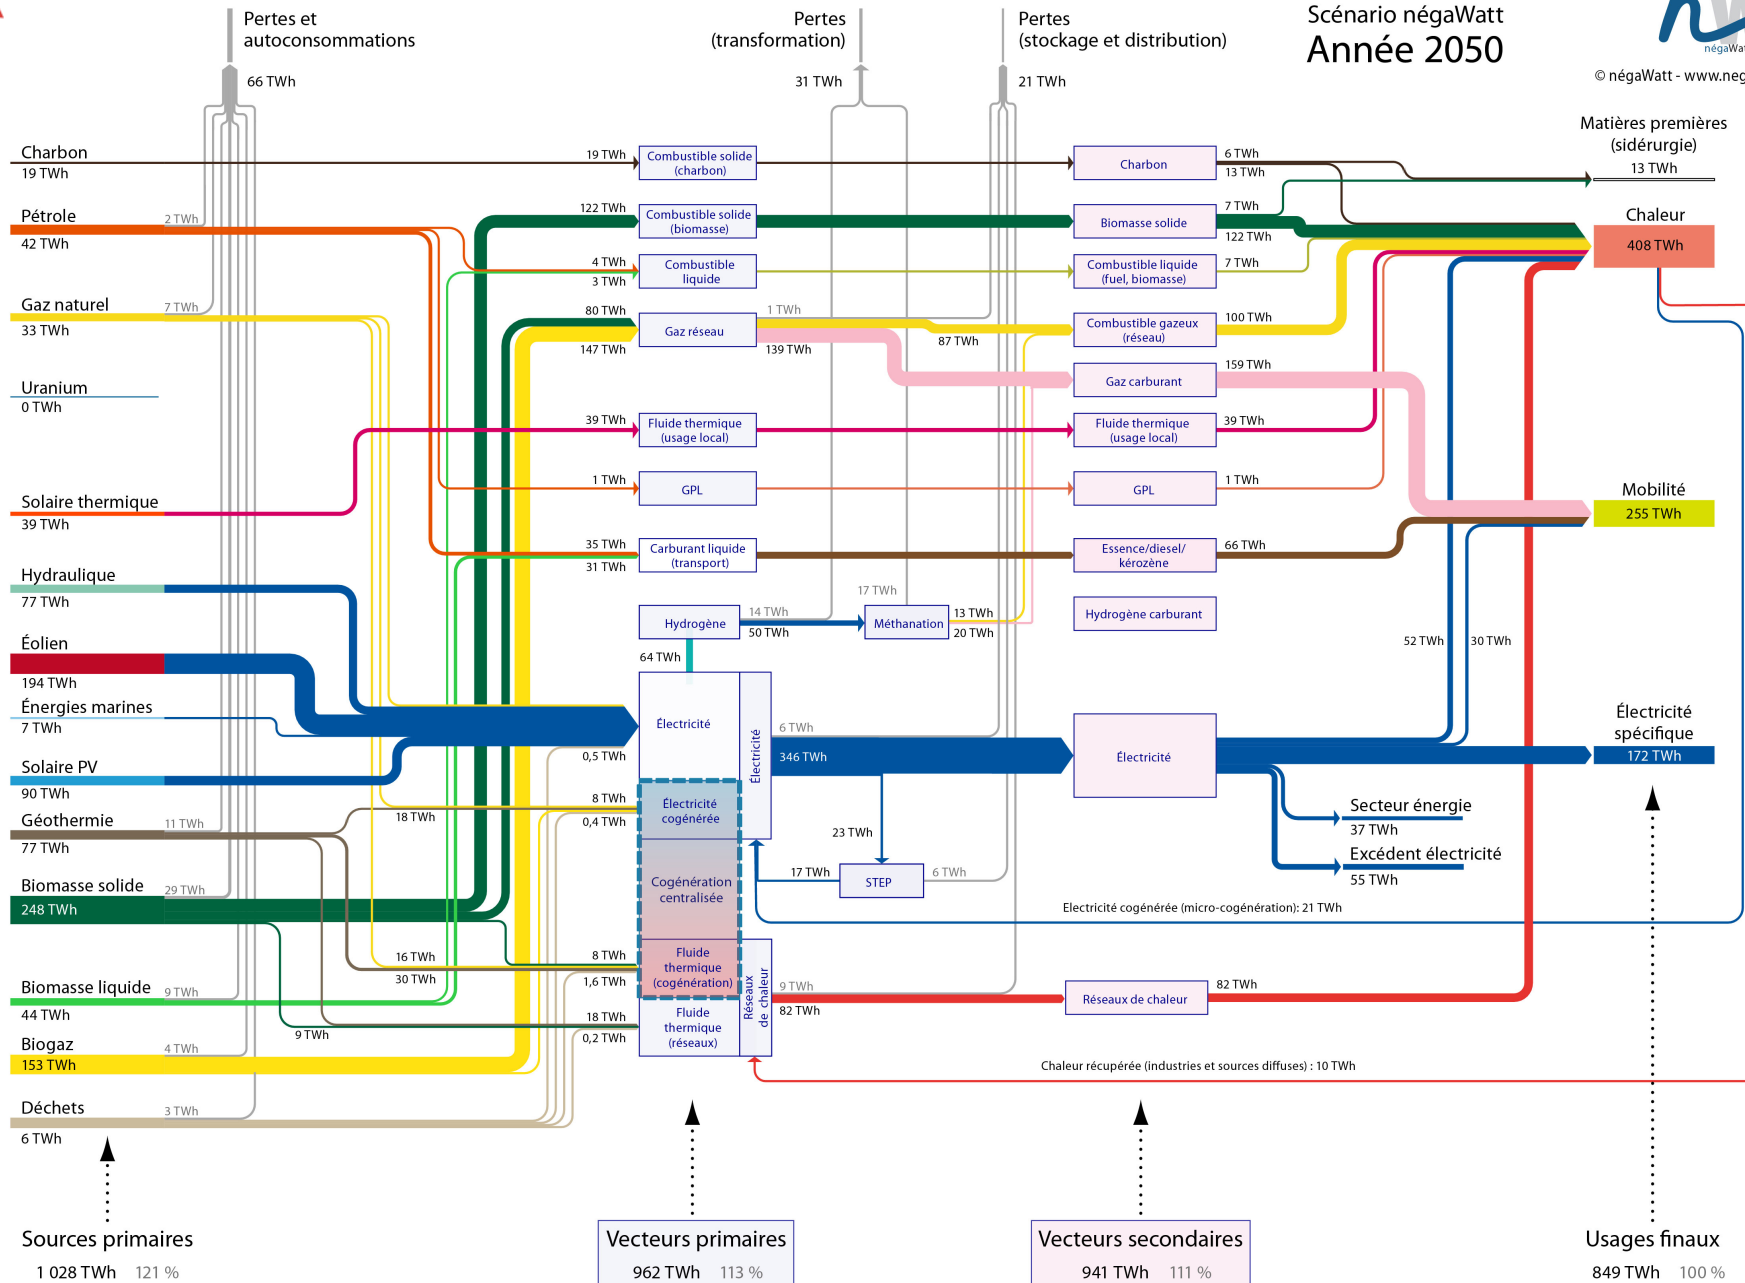 Pertes et
autoconsommations
66 TWh
Pertes
(transformation)
31 TWh
Pertes
(stockage et distribution)
21 TWh
Scénario négaWatt
Année 2050
© négaWatt - www.neg
Matières premières
(sidérurgie)
13 TWh
Charbon
19 TWh
19 TWh
Combustible solide
(charbon)
Charbon
6 TWh
13 TWh
Pétrole
2 TWh
42 TWh
122 TWh
Combustible solide
(biomasse)
Biomasse solide
7 TWh
122 TWh
Chaleur
408 TWh
4 TWh
3 TWh
Combustible
liquide
Combustible liquide
(fuel, biomasse)
7 TWh
Gaz naturel
7 TWh
33 TWh
80 TWh
147 TWh
Gaz réseau
1 TWh
139 TWh
87 TWh
Combustible gazeux
(réseau)
100 TWh
Uranium
0 TWh
Gaz carburant
159 TWh
39 TWh
Fluide thermique
(usage local)
Fluide thermique
(usage local)
39 TWh
Solaire thermique
39 TWh
1 TWh
GPL
GPL
1 TWh
Mobilité
255 TWh
35 TWh
31 TWh
Carburant liquide
(transport)
Essence/diesel/
kérozène
66 TWh
Hydraulique
77 TWh
Hydrogène
14 TWh
50 TWh
17 TWh
Méthanation
13 TWh
20 TWh
Hydrogène carburant
64 TWh
52 TWh
30 TWh
Éolien
194 TWh
Énergies marines
7 TWh
Électricité
0,5 TWh
Électricité
6 TWh
346 TWh
Électricité
Électricité
spécifique
172 TWh
Solaire PV
90 TWh
8 TWh
0,4 TWh
Électricité
cogénérée
18 TWh
Géothermie
11 TWh
77 TWh
23 TWh
17 TWh
STEP
6 TWh
Secteur énergie
37 TWh
Excédent électricité
55 TWh
Biomasse solide
29 TWh
248 TWh
Cogénération
centralisée
Electricité cogénérée (micro-cogénération): 21 TWh
16 TWh
30 TWh
8 TWh
1,6 TWh
Fluide
thermique
(cogénération)
Réseaux
de chaleur
9 TWh
82 TWh
Réseaux de chaleur
82 TWh
Biomasse liquide
9 TWh
44 TWh
9 TWh
18 TWh
0,2 TWh
Fluide
thermique
(réseaux)
Biogaz
4 TWh
153 TWh
Chaleur récupérée (industries et sources diffuses) : 10 TWh
Déchets
3 TWh
6 TWh
Sources primaires
1 028 TWh 121 %
Vecteurs primaires
962 TWh 113 %
Vecteurs secondaires
941 TWh 111 %
Usages finaux
849 TWh 100 %